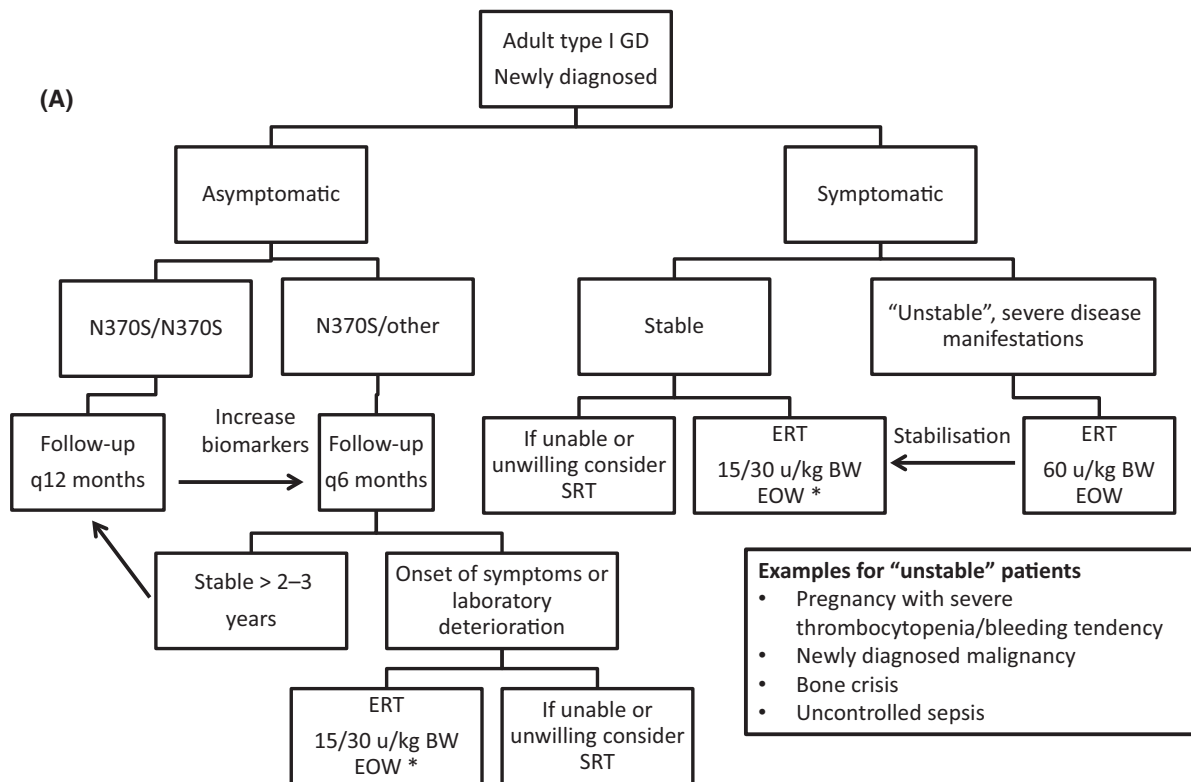 Adult type I GD
Newly diagnosed
(A)
Asymptomatic
Symptomatic
N370S/N370S
N370S/other
Stable
“Unstable”, severe disease
manifestations
Follow-up
q12 months
Increase
biomarkers
Follow-up
q6 months
If unable or
unwilling consider
SRT
ERT
15/30 u/kg BW
EOW *
Stabilisation
ERT
60 u/kg BW
EOW
Stable > 2–3
years
Onset of symptoms or
laboratory
deterioration
ERT
15/30 u/kg BW
EOW *
If unable or
unwilling consider
SRT
Examples for “unstable” patients
• Pregnancy with severe
thrombocytopenia/bleeding tendency
• Newly diagnosed malignancy
• Bone crisis
• Uncontrolled sepsis